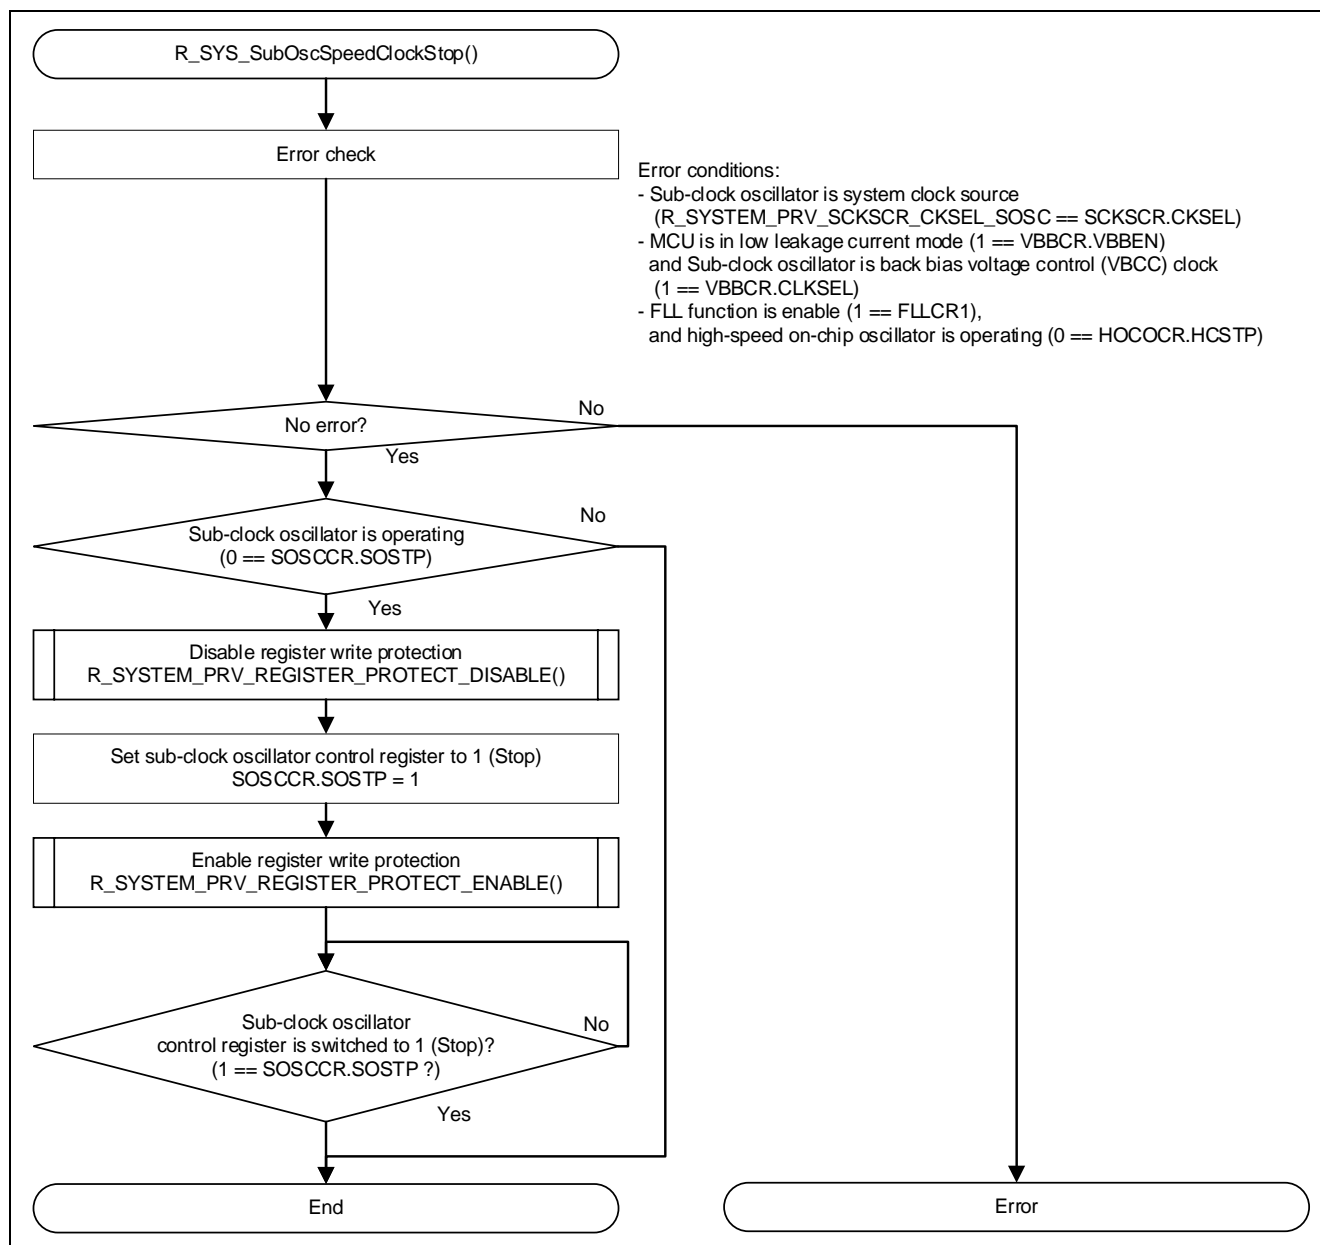 R_SYS_SubOscSpeedClockStop()
Error check
Error conditions:
- Sub-clock oscillator is system clock source
(R_SYSTEM_PRV_SCKSCR_CKSEL_SOSC == SCKSCR.CKSEL)
- MCU is in low leakage current mode (1 == VBBCR.VBBEN)
and Sub-clock oscillator is back bias voltage control (VBCC) clock
(1 == VBBCR.CLKSEL)
- FLL function is enable (1 == FLLCR1),
and high-speed on-chip oscillator is operating (0 == HOCOCR.HCSTP)
No error?
No
Yes
Sub-clock oscillator is operating
(0 == SOSCCR.SOSTP)
No
Yes
Disable register write protection
R_SYSTEM_PRV_REGISTER_PROTECT_DISABLE()
Set sub-clock oscillator control register to 1 (Stop)
SOSCCR.SOSTP = 1
Enable register write protection
R_SYSTEM_PRV_REGISTER_PROTECT_ENABLE()
Sub-clock oscillator
control register is switched to 1 (Stop)?
(1 == SOSCCR.SOSTP ?)
No
Yes
End
Error